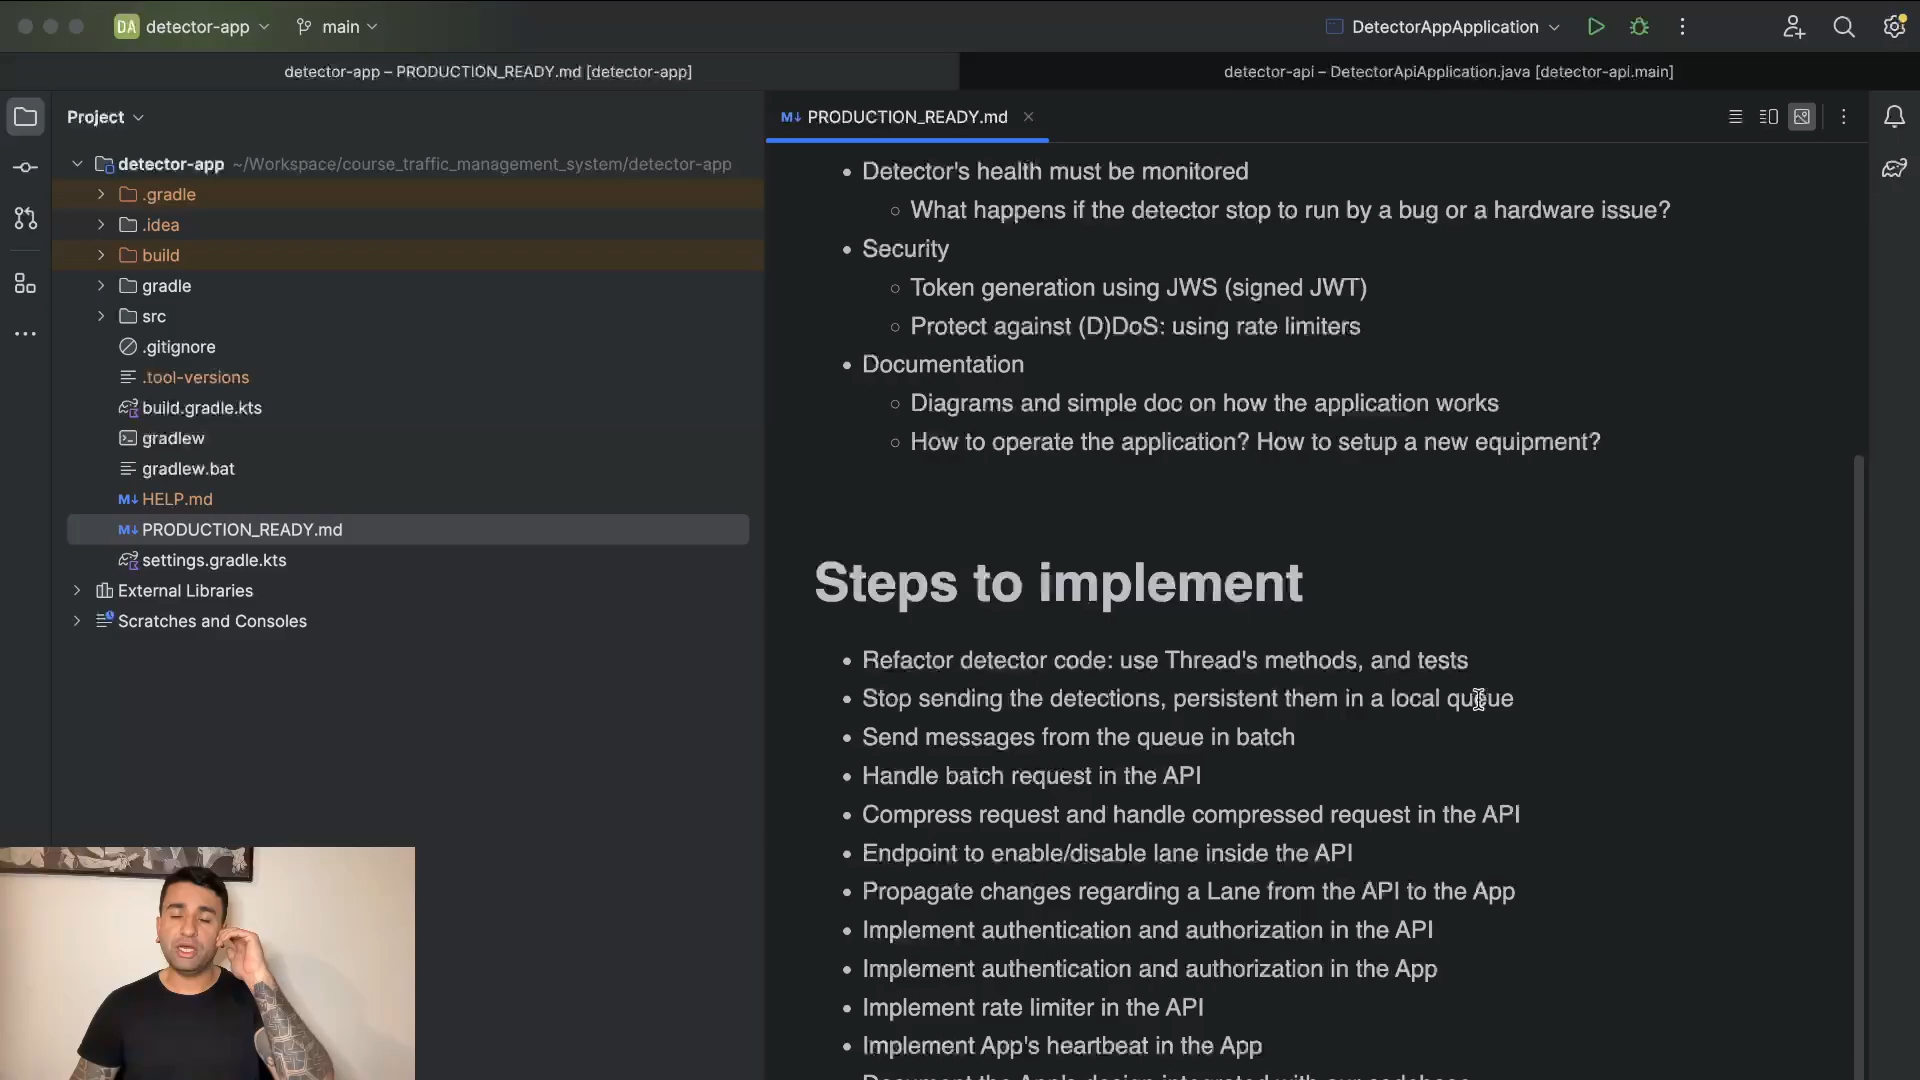 DA detector-app main DetectorAppApplication
detector-app – PRODUCTION_READY.md [detector-app] detector-api – DetectorApiApplication.java [detector-api.main]
Project
detector-app ~/Workspace/course_traffic_management_system/detector-app
.gradle
.idea
build
gradle
src
.gitignore
.tool-versions
build.gradle.kts
gradlew
gradlew.bat
M↓ HELP.md
M↓ PRODUCTION_READY.md
settings.gradle.kts
External Libraries
Scratches and Consoles
M↓ PRODUCTION_READY.md
• Detector's health must be monitored
○ What happens if the detector stop to run by a bug or a hardware issue?
• Security
○ Token generation using JWS (signed JWT)
○ Protect against (D)DoS: using rate limiters
• Documentation
○ Diagrams and simple doc on how the application works
○ How to operate the application? How to setup a new equipment?
Steps to implement
• Refactor detector code: use Thread's methods, and tests
• Stop sending the detections, persistent them in a local queue
• Send messages from the queue in batch
• Handle batch request in the API
• Compress request and handle compressed request in the API
• Endpoint to enable/disable lane inside the API
• Propagate changes regarding a Lane from the API to the App
• Implement authentication and authorization in the API
• Implement authentication and authorization in the App
• Implement rate limiter in the API
• Implement App's heartbeat in the App
Document the App's design integrated with our codebase